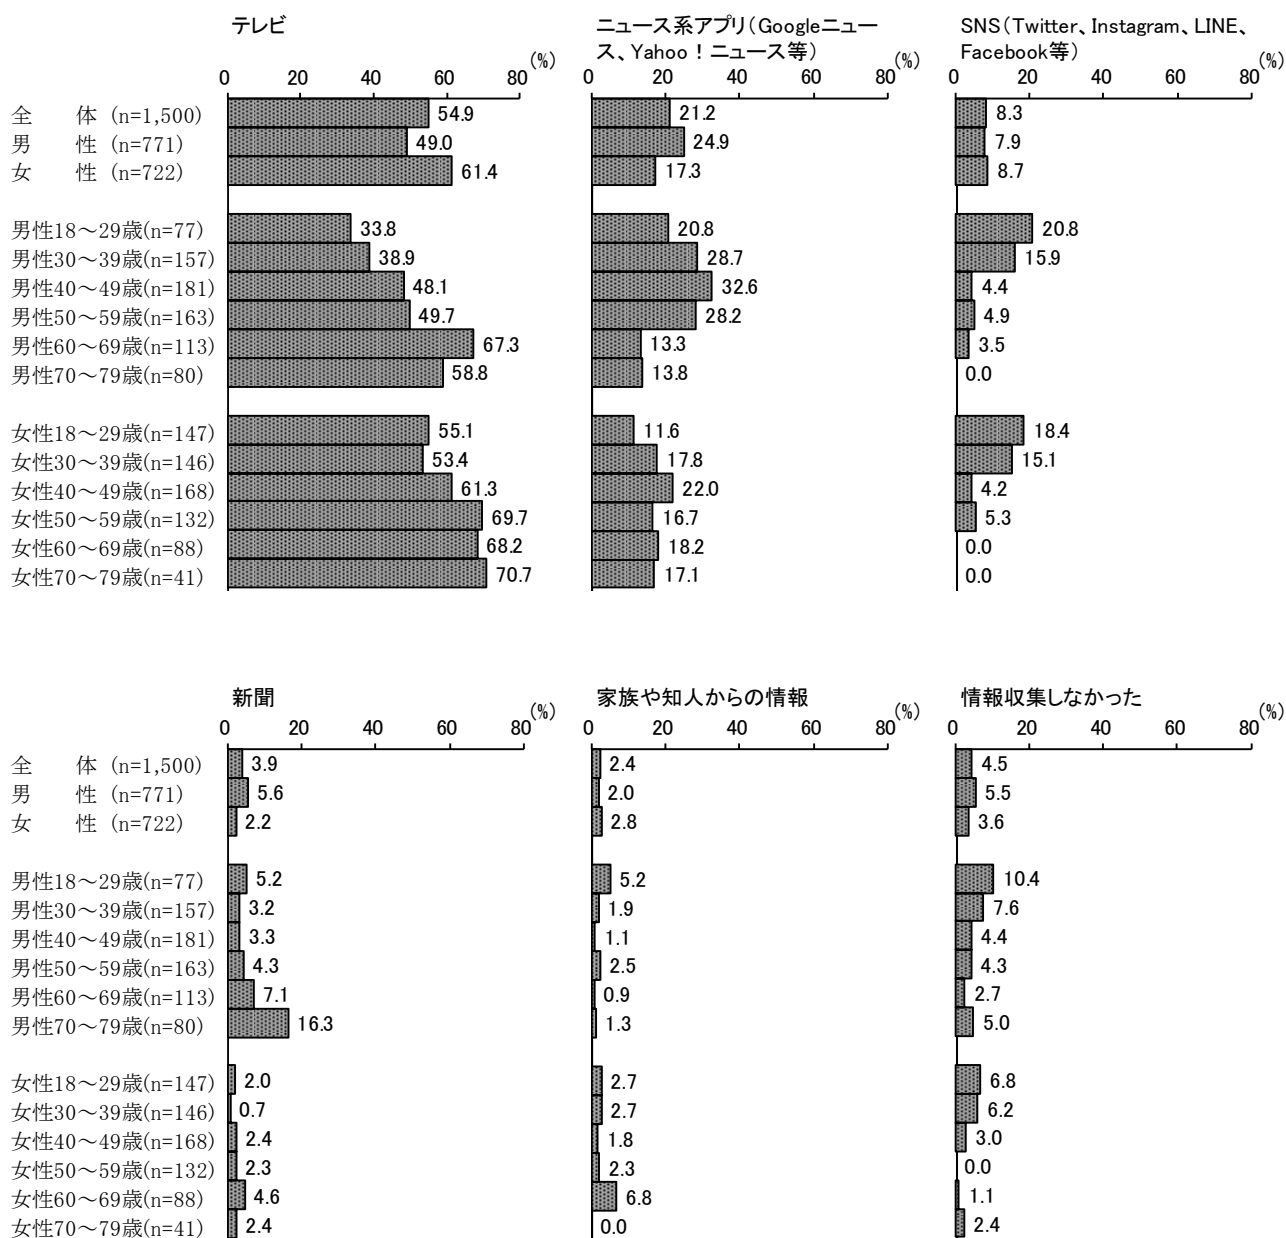 テレビ
ニュース系アプリ（Googleニュー
ス、Yahoo！ニュース等）
SNS（Twitter、Instagram、LINE、
Facebook等）
(%)
(%)
(%)
0 20 40 60 80
0 20 40 60 80
0 20 40 60 80
全　　体 (n=1,500) 54.9 21.2 8.3
男　　性 (n=771) 49.0 24.9 7.9
女　　性 (n=722) 61.4 17.3 8.7
男性18～29歳(n=77) 33.8 20.8 20.8
男性30～39歳(n=157) 38.9 28.7 15.9
男性40～49歳(n=181) 48.1 32.6 4.4
男性50～59歳(n=163) 49.7 28.2 4.9
男性60～69歳(n=113) 67.3 13.3 3.5
男性70～79歳(n=80) 58.8 13.8 0.0
女性18～29歳(n=147) 55.1 11.6 18.4
女性30～39歳(n=146) 53.4 17.8 15.1
女性40～49歳(n=168) 61.3 22.0 4.2
女性50～59歳(n=132) 69.7 16.7 5.3
女性60～69歳(n=88) 68.2 18.2 0.0
女性70～79歳(n=41) 70.7 17.1 0.0
新聞
家族や知人からの情報
情報収集しなかった
(%)
(%)
(%)
0 20 40 60 80
0 20 40 60 80
0 20 40 60 80
全　　体 (n=1,500) 3.9 2.4 4.5
男　　性 (n=771) 5.6 2.0 5.5
女　　性 (n=722) 2.2 2.8 3.6
男性18～29歳(n=77) 5.2 5.2 10.4
男性30～39歳(n=157) 3.2 1.9 7.6
男性40～49歳(n=181) 3.3 1.1 4.4
男性50～59歳(n=163) 4.3 2.5 4.3
男性60～69歳(n=113) 7.1 0.9 2.7
男性70～79歳(n=80) 16.3 1.3 5.0
女性18～29歳(n=147) 2.0 2.7 6.8
女性30～39歳(n=146) 0.7 2.7 6.2
女性40～49歳(n=168) 2.4 1.8 3.0
女性50～59歳(n=132) 2.3 2.3 0.0
女性60～69歳(n=88) 4.6 6.8 1.1
女性70～79歳(n=41) 2.4 0.0 2.4